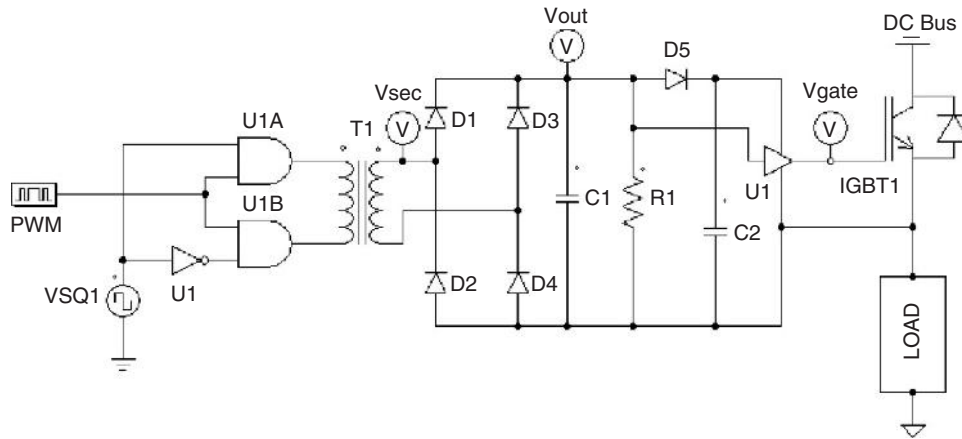 Vout
V
D5
DC Bus
Vsec
V
Vgate
V
U1A
T1
D1
D3
U1
IGBT1
PWM
U1B
C1
R1
C2
U1
D2
D4
VSQ1
LOAD